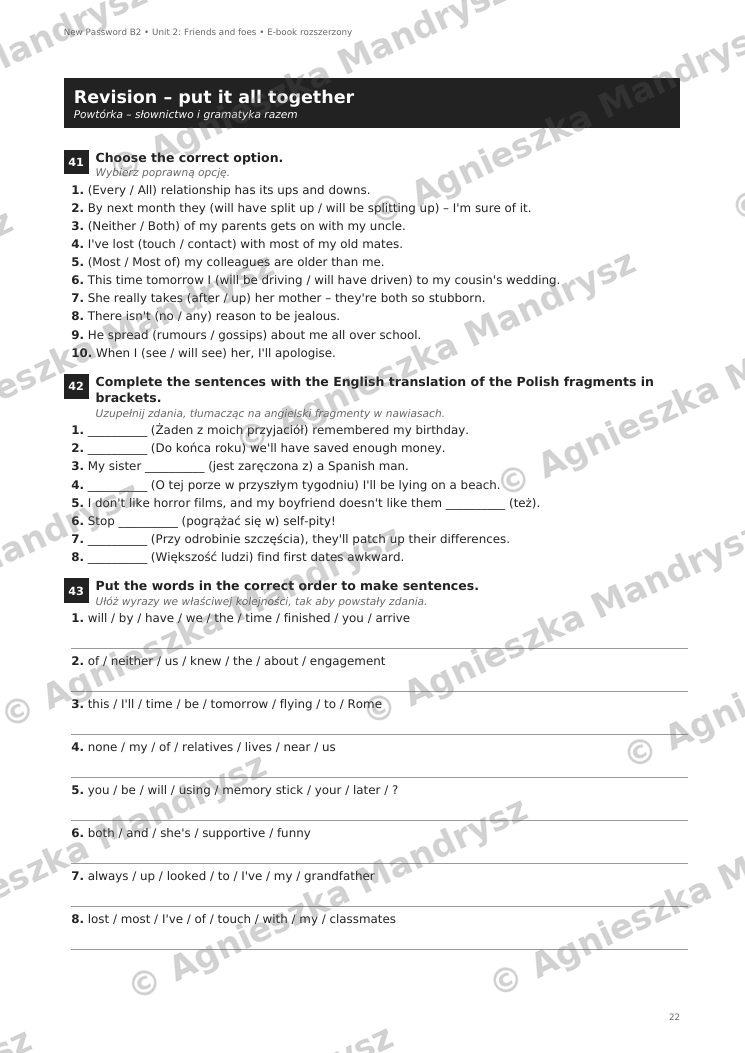 New Password B2 • Unit 2: Friends and foes • E-book rozszerzony
Revision – put it all together
Powtórka – słownictwo i gramatyka razem
41 Choose the correct option.
Wybierz poprawną opcję.
1. (Every / All) relationship has its ups and downs.
2. By next month they (will have split up / will be splitting up) – I'm sure of it.
3. (Neither / Both) of my parents gets on with my uncle.
4. I've lost (touch / contact) with most of my old mates.
5. (Most / Most of) my colleagues are older than me.
6. This time tomorrow I (will be driving / will have driven) to my cousin's wedding.
7. She really takes (after / up) her mother – they're both so stubborn.
8. There isn't (no / any) reason to be jealous.
9. He spread (rumours / gossips) about me all over school.
10. When I (see / will see) her, I'll apologise.
42 Complete the sentences with the English translation of the Polish fragments in
brackets.
Uzupełnij zdania, tłumacząc na angielski fragmenty w nawiasach.
1. __________ (Żaden z moich przyjaciół) remembered my birthday.
2. __________ (Do końca roku) we'll have saved enough money.
3. My sister __________ (jest zaręczona z) a Spanish man.
4. __________ (O tej porze w przyszłym tygodniu) I'll be lying on a beach.
5. I don't like horror films, and my boyfriend doesn't like them __________ (też).
6. Stop __________ (pogrążać się w) self-pity!
7. __________ (Przy odrobinie szczęścia), they'll patch up their differences.
8. __________ (Większość ludzi) find first dates awkward.
43 Put the words in the correct order to make sentences.
Ułóż wyrazy we właściwej kolejności, tak aby powstały zdania.
1. will / by / have / we / the / time / finished / you / arrive
2. of / neither / us / knew / the / about / engagement
3. this / I'll / time / be / tomorrow / flying / to / Rome
4. none / my / of / relatives / lives / near / us
5. you / be / will / using / memory stick / your / later / ?
6. both / and / she's / supportive / funny
7. always / up / looked / to / I've / my / grandfather
8. lost / most / I've / of / touch / with / my / classmates
22
© Agnieszka Mandrysz